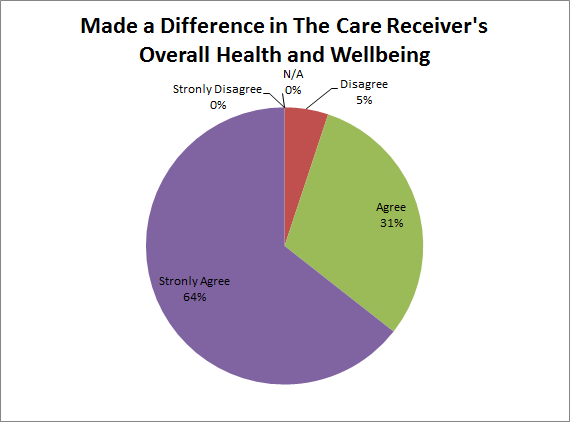 Made a Difference in The Care Receiver's
Overall Health and Wellbeing
N/A
0%
Stronly Disagree
0%
Disagree
5%
Agree
31%
Stronly Agree
64%